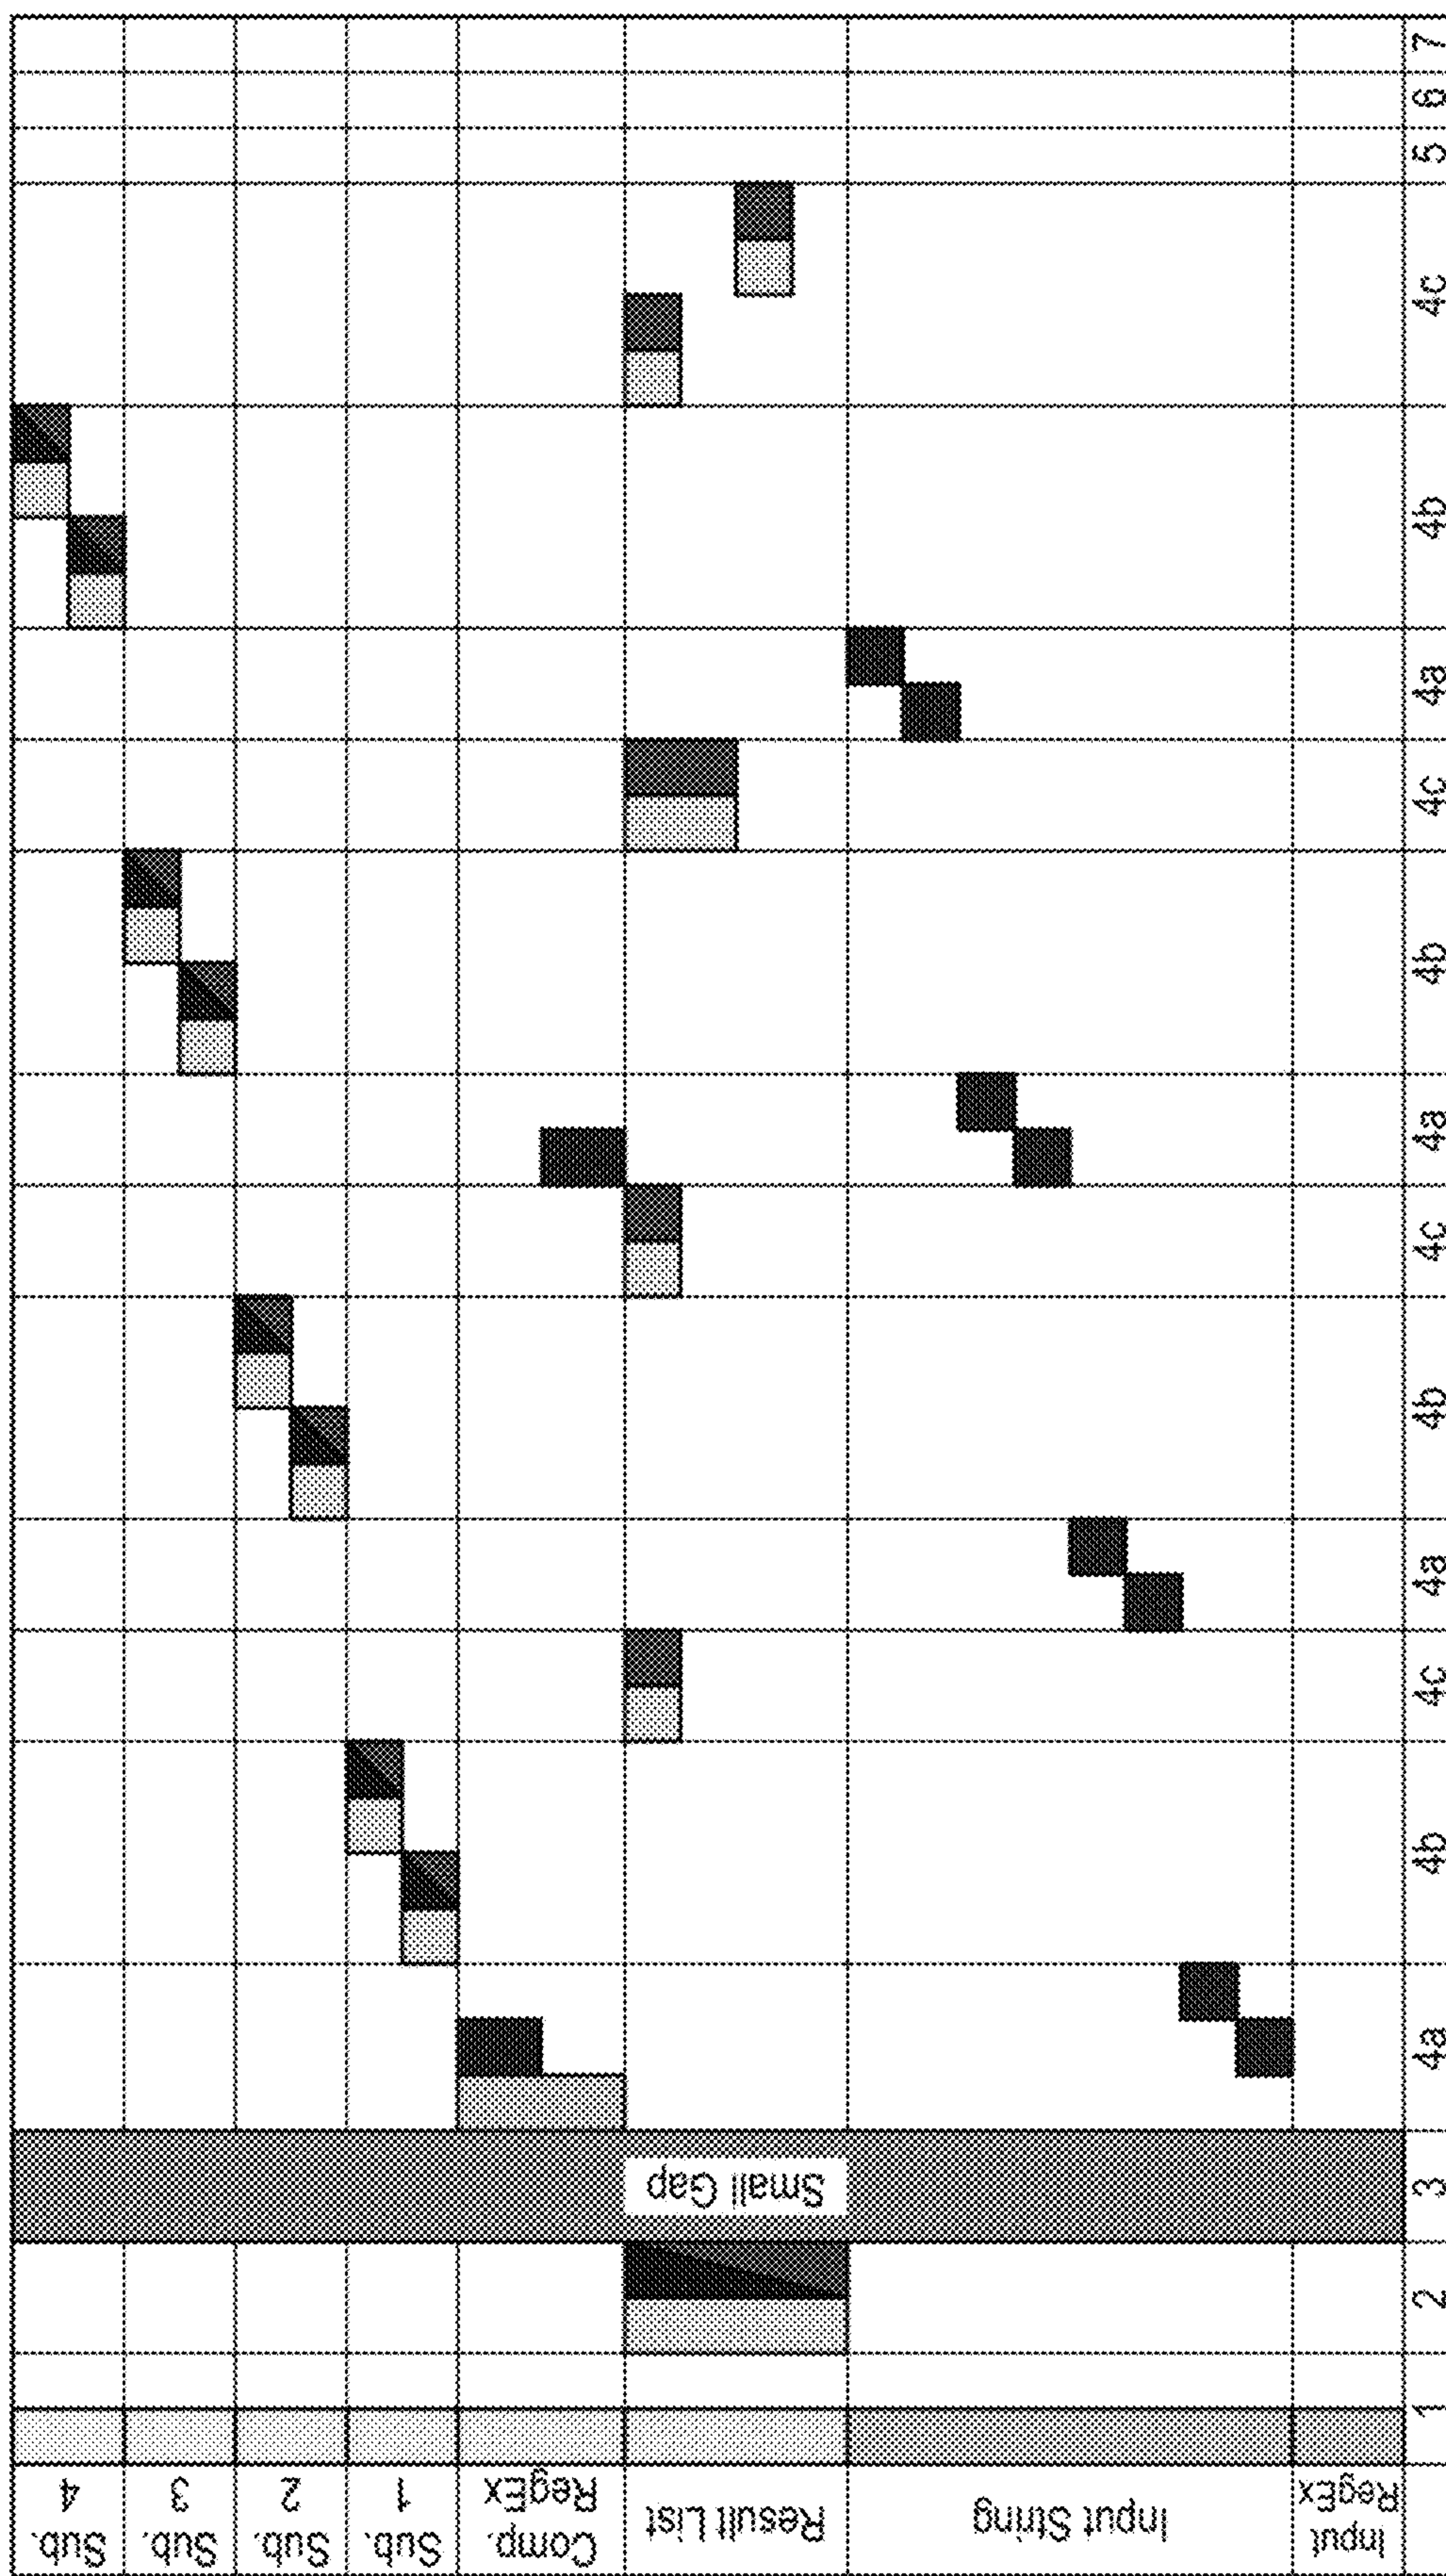 Input
RegEx
Input String
Result List
Comp.
RegEx
Sub.
1
Sub.
2
Sub.
3
Sub.
4
1
2
3
Small Gap
4a
4b
4c
4a
4b
4c
4a
4b
4c
4a
4b
4c
5
6
7